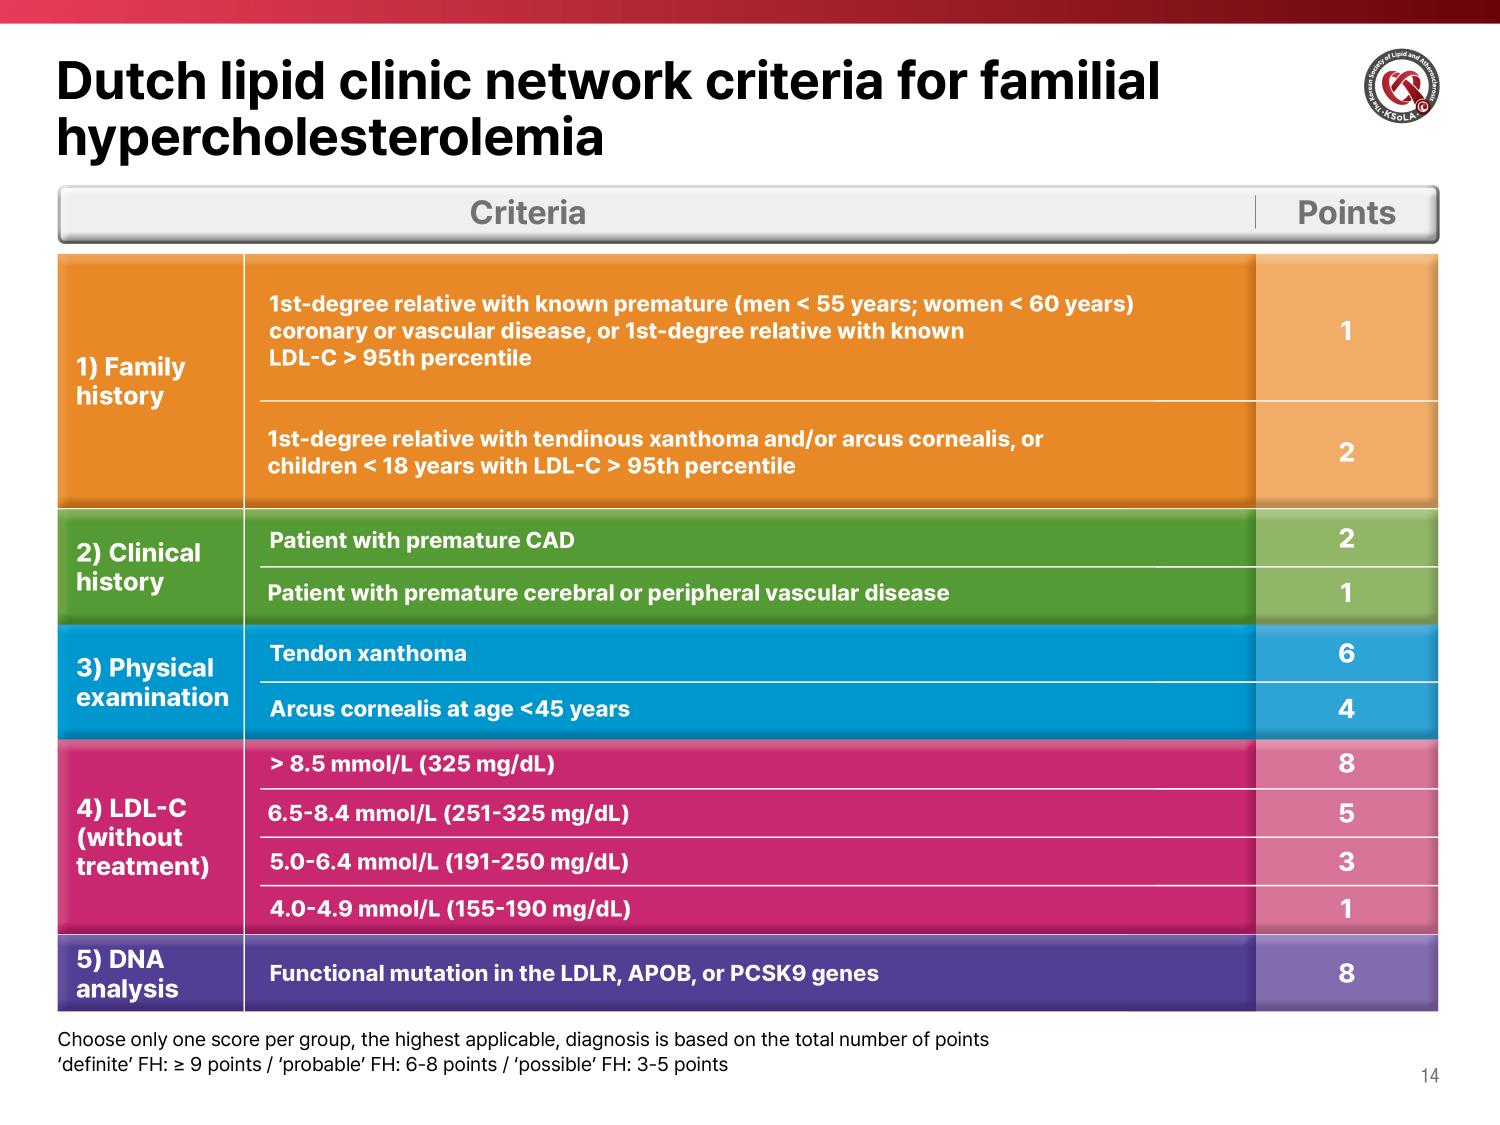 Dutch lipid clinic network criteria for familial
hypercholesterolemia
The Korean Society of Lipid and Atherosclerosis
KSoLA
Criteria
Points
1) Family
history
1st-degree relative with known premature (men < 55 years; women < 60 years)
coronary or vascular disease, or 1st-degree relative with known
LDL-C > 95th percentile
1
1st-degree relative with tendinous xanthoma and/or arcus cornealis, or
children < 18 years with LDL-C > 95th percentile
2
2) Clinical
history
Patient with premature CAD
2
Patient with premature cerebral or peripheral vascular disease
1
3) Physical
examination
Tendon xanthoma
6
Arcus cornealis at age <45 years
4
4) LDL-C
(without
treatment)
> 8.5 mmol/L (325 mg/dL)
8
6.5-8.4 mmol/L (251-325 mg/dL)
5
5.0-6.4 mmol/L (191-250 mg/dL)
3
4.0-4.9 mmol/L (155-190 mg/dL)
1
5) DNA
analysis
Functional mutation in the LDLR, APOB, or PCSK9 genes
8
Choose only one score per group, the highest applicable, diagnosis is based on the total number of points
‘definite’ FH: ≥ 9 points / ‘probable’ FH: 6-8 points / ‘possible’ FH: 3-5 points
14